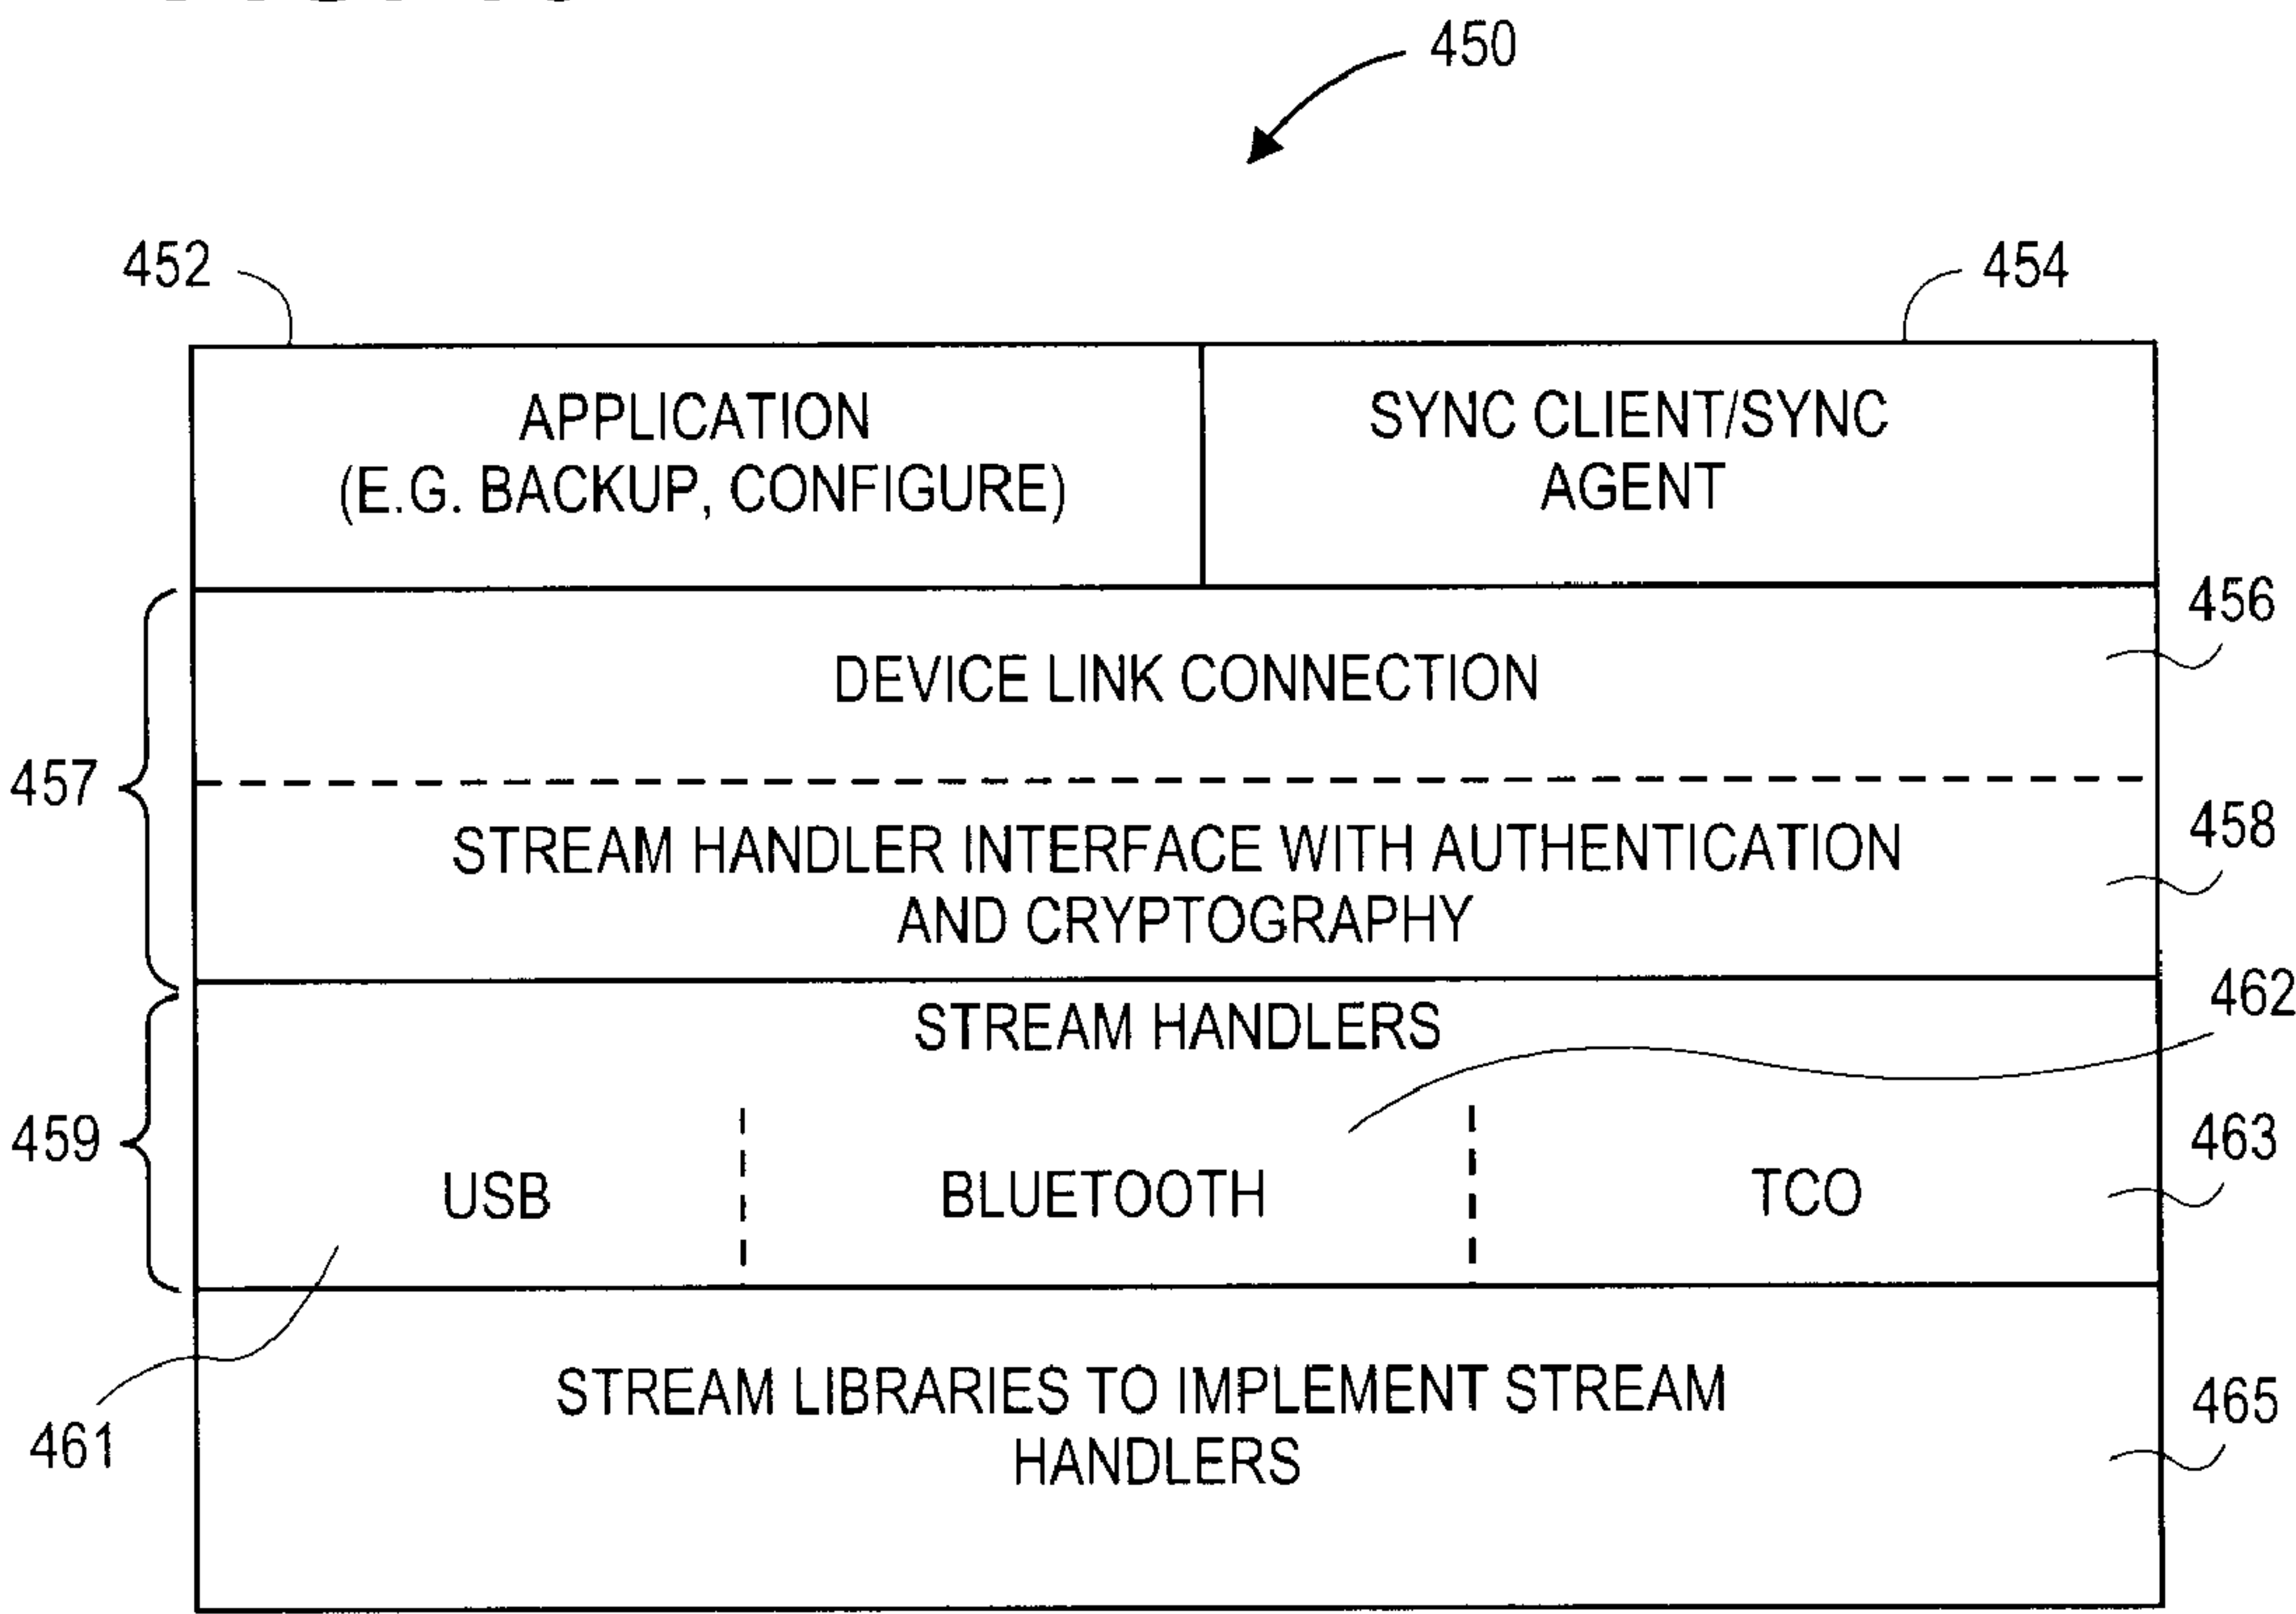 450
452
454
APPLICATION
(E.G. BACKUP, CONFIGURE)
SYNC CLIENT/SYNC
AGENT
456
DEVICE LINK CONNECTION
457
458
STREAM HANDLER INTERFACE WITH AUTHENTICATION
AND CRYPTOGRAPHY
462
STREAM HANDLERS
459
463
USB
BLUETOOTH
TCO
461
STREAM LIBRARIES TO IMPLEMENT STREAM
HANDLERS
465